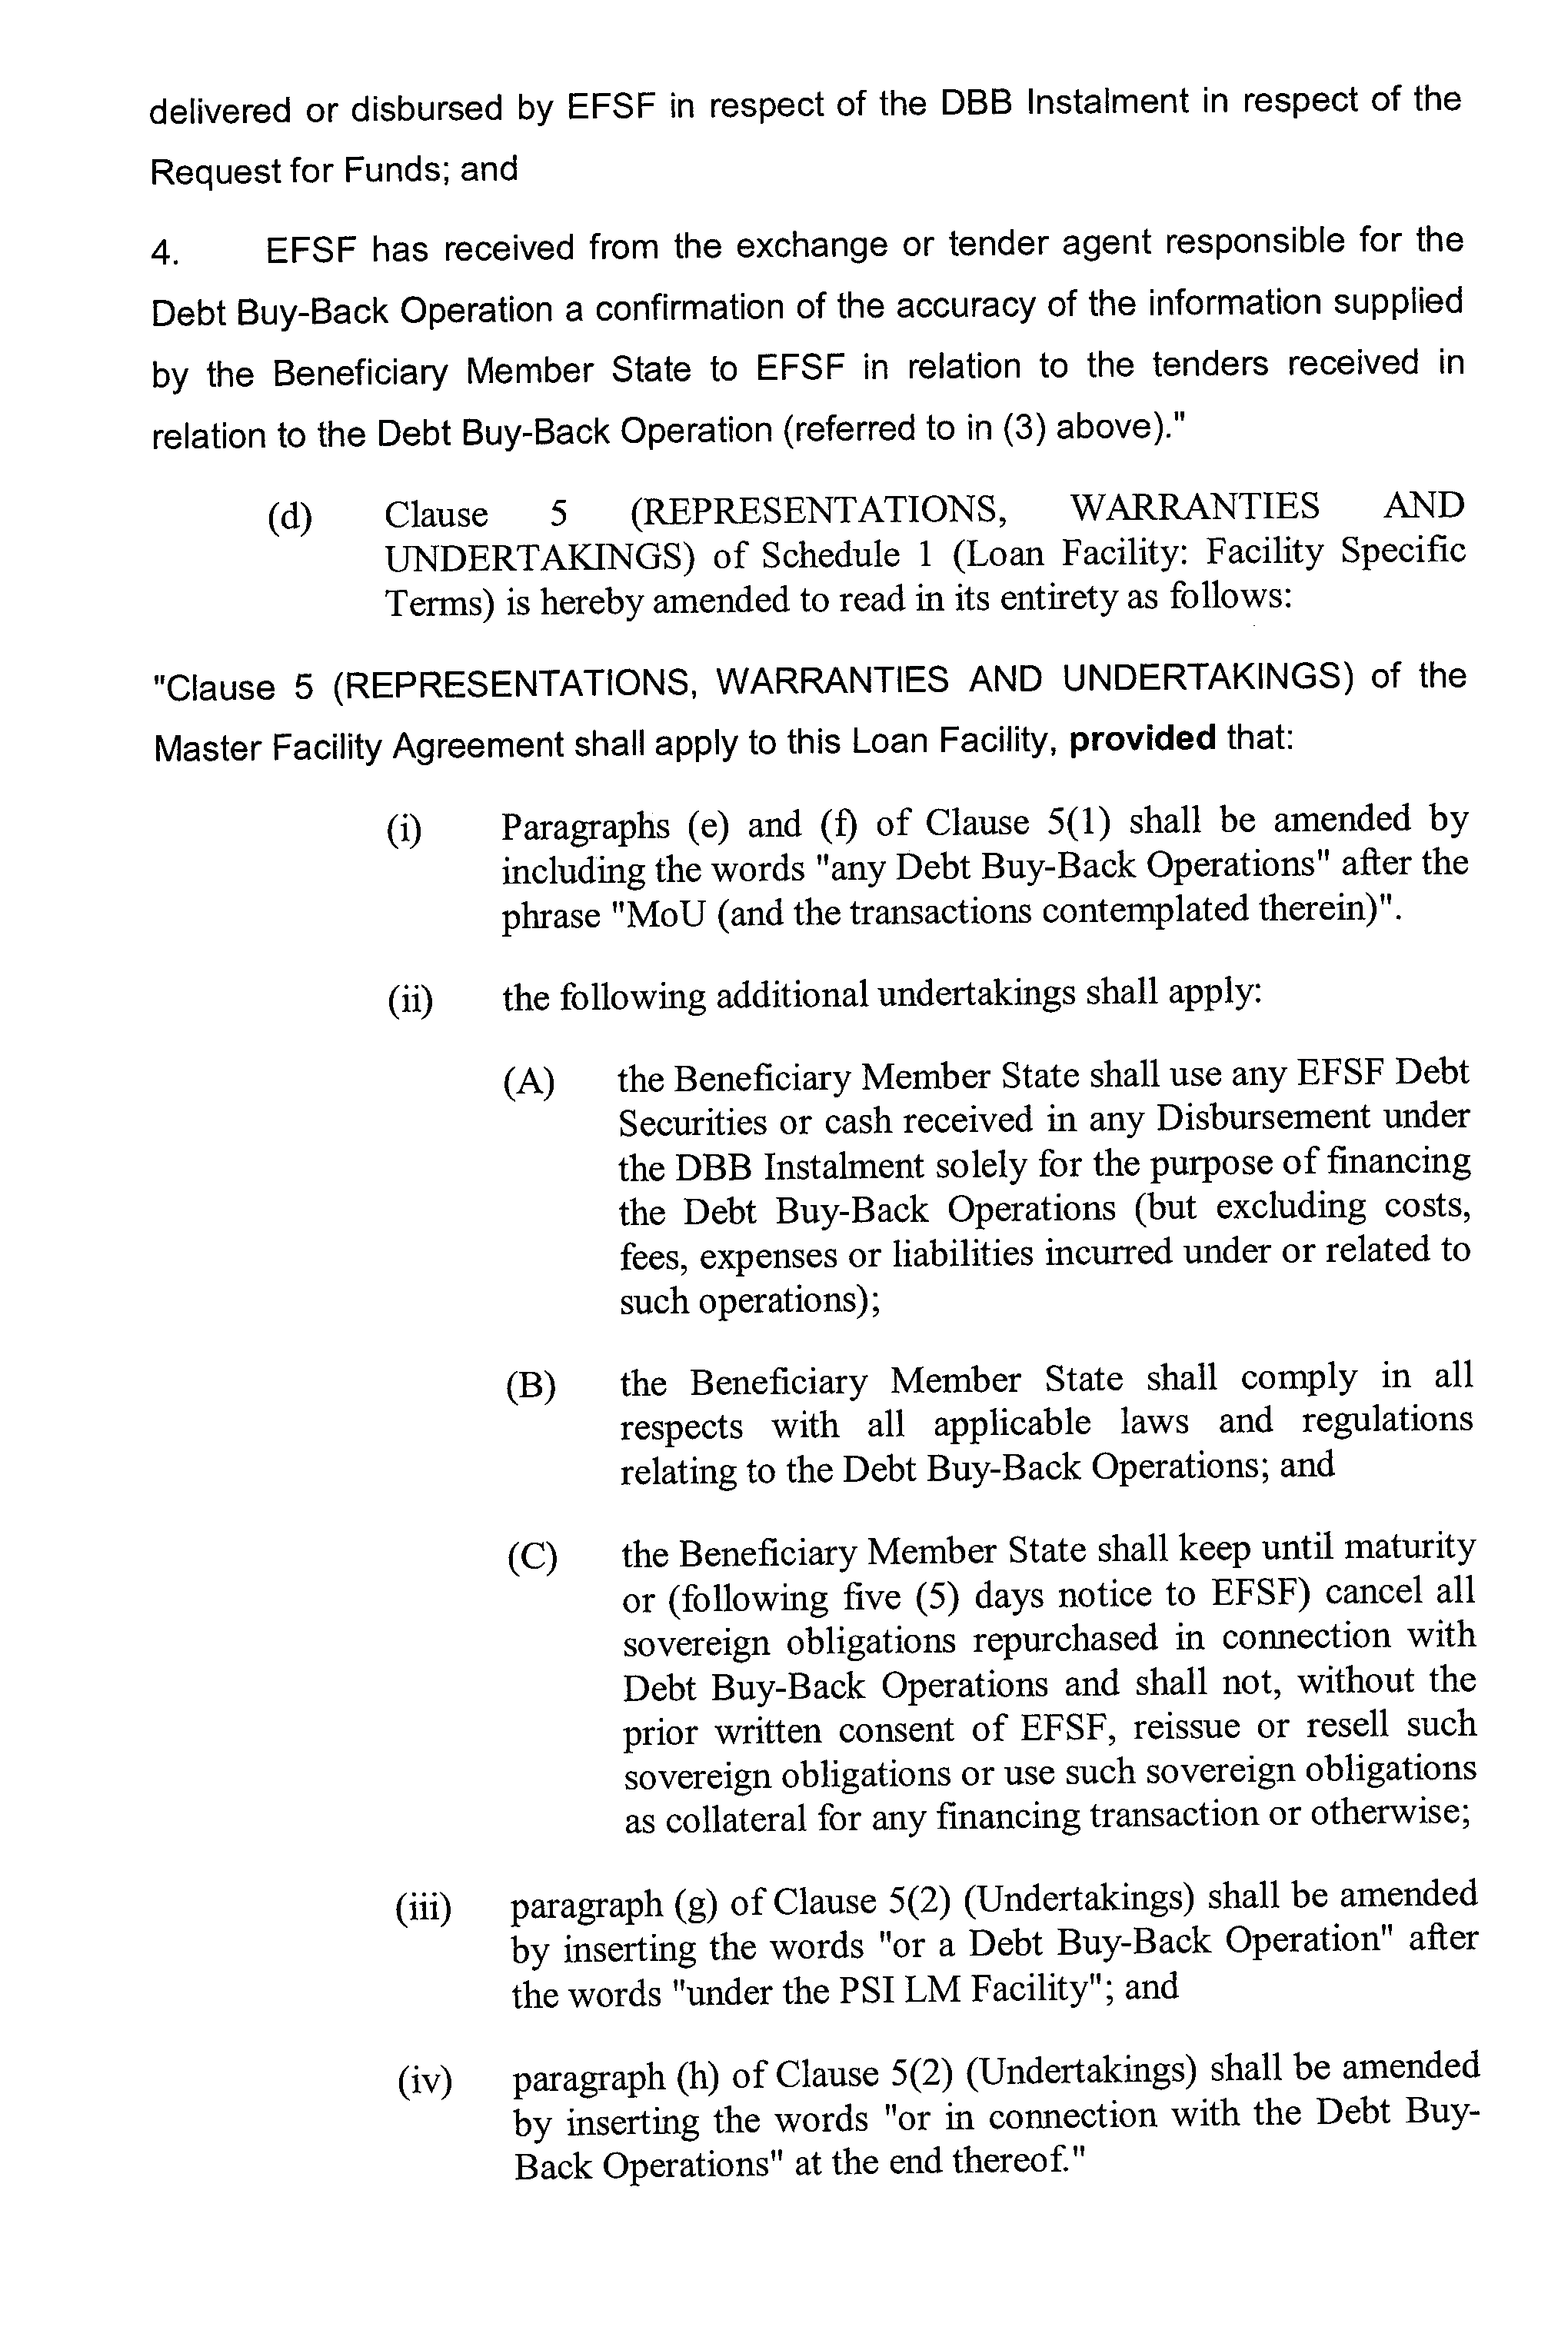 delivered or disbursed by EFSF in respect of the DBB Instalment in respect of the
Request for Funds; and
4. EFSF has received from the exchange or tender agent responsible for the
Debt Buy-Back Operation a confirmation of the accuracy of the information supplied
by the Beneficiary Member State to EFSF in relation to the tenders received in
relation to the Debt Buy-Back Operation (referred to in (3) above)."
(d) Clause 5 (REPRESENTATIONS, WARRANTIES AND
UNDERTAKINGS) of Schedule 1 (Loan Facility: Facility Specific
Terms) is hereby amended to read in its entirety as follows:
"Clause 5 (REPRESENTATIONS, WARRANTIES AND UNDERTAKINGS) of the
Master Facility Agreement shall apply to this Loan Facility, provided that:
(i) Paragraphs (e) and (f) of Clause 5(1) shall be amended by
including the words "any Debt Buy-Back Operations" after the
phrase "MoU (and the transactions contemplated therein)".
(ii) the following additional undertakings shall apply:
(A) the Beneficiary Member State shall use any EFSF Debt
Securities or cash received in any Disbursement under
the DBB Instalment solely for the purpose of financing
the Debt Buy-Back Operations (but excluding costs,
fees, expenses or liabilities incurred under or related to
such operations);
(B) the Beneficiary Member State shall comply in all
respects with all applicable laws and regulations
relating to the Debt Buy-Back Operations; and
(C) the Beneficiary Member State shall keep until maturity
or (following five (5) days notice to EFSF) cancel all
sovereign obligations repurchased in connection with
Debt Buy-Back Operations and shall not, without the
prior written consent of EFSF, reissue or resell such
sovereign obligations or use such sovereign obligations
as collateral for any financing transaction or otherwise;
(iii) paragraph (g) of Clause 5(2) (Undertakings) shall be amended
by inserting the words "or a Debt Buy-Back Operation" after
the words "under the PSI LM Facility"; and
(iv) paragraph (h) of Clause 5(2) (Undertakings) shall be amended
by inserting the words "or in connection with the Debt Buy-
Back Operations" at the end thereof."